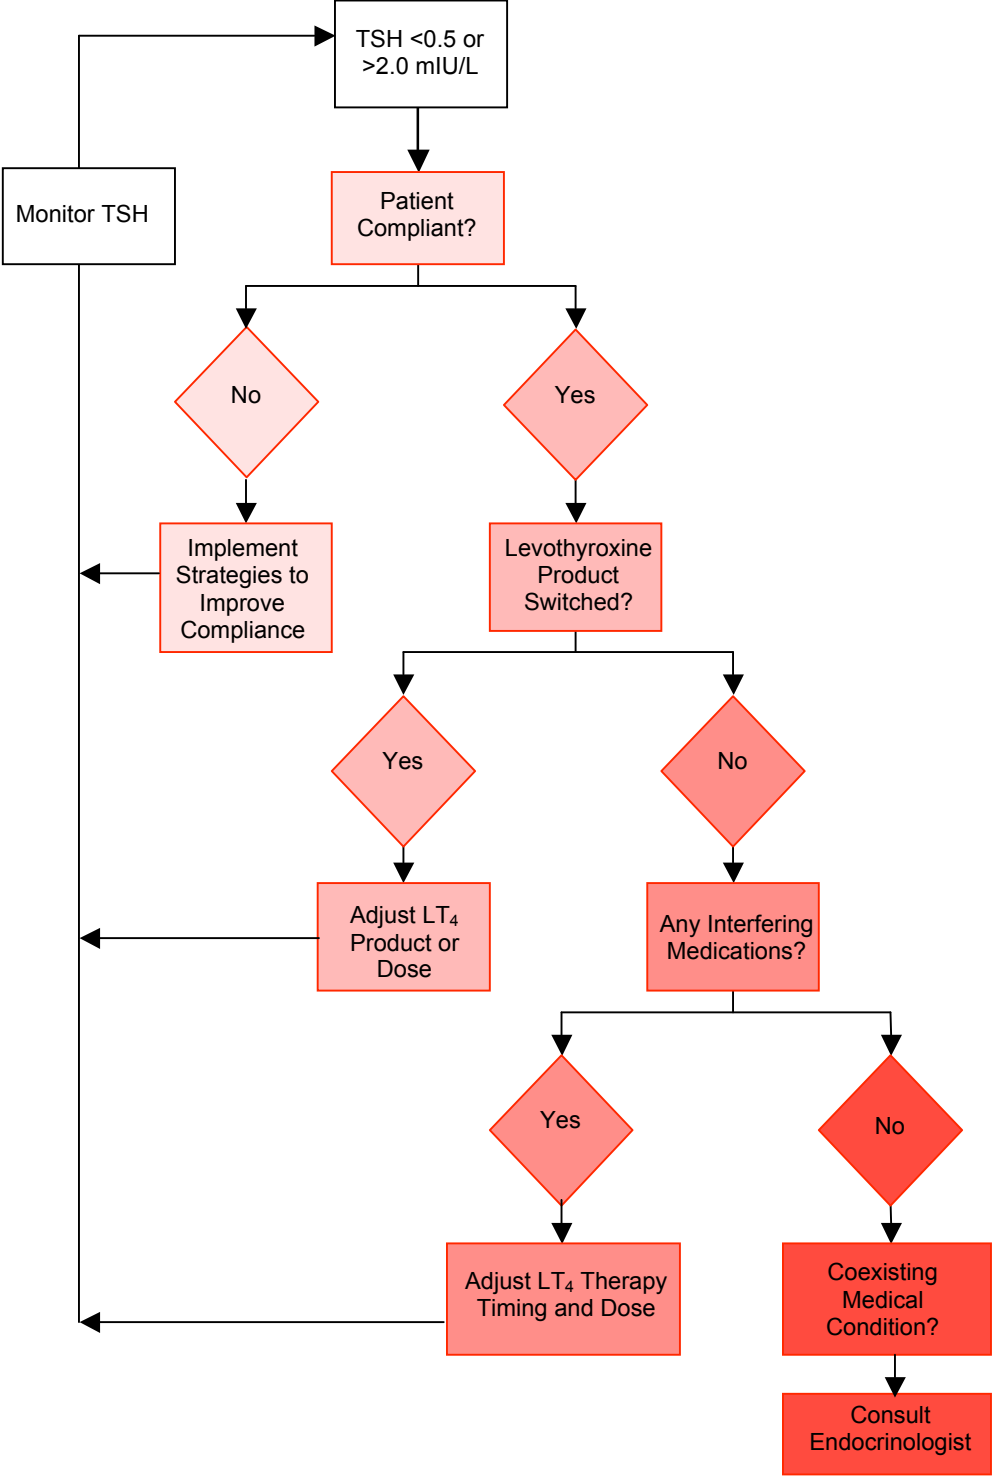 TSH <0.5 or
>2.0 mIU/L
Monitor TSH
Patient
Compliant?
No
Yes
Implement
Strategies to
Improve
Compliance
Levothyroxine
Product
Switched?
Yes
No
Adjust LT₄
Product or
Dose
Any Interfering
Medications?
Yes
No
Adjust LT₄ Therapy
Timing and Dose
Coexisting
Medical
Condition?
Consult
Endocrinologist